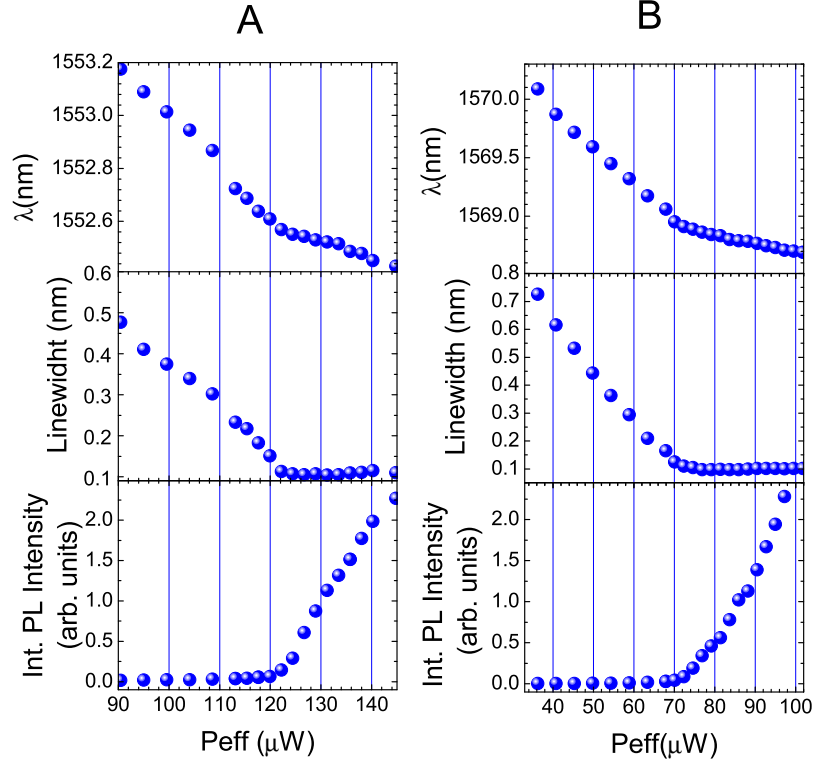 A
B
1553.2
1553.0
1552.8
1552.6
λ(nm)
1570.0
1569.5
1569.0
λ(nm)
0.6
0.5
0.4
0.3
0.2
0.1
Linewidht (nm)
0.8
0.7
0.6
0.5
0.4
0.3
0.2
0.1
Linewidth (nm)
2.0
1.5
1.0
0.5
0.0
Int. PL Intensity
(arb. units)
2.0
1.5
1.0
0.5
0.0
Int. PL Intensity
(arb. units)
90 100 110 120 130 140
Peff (μW)
40 50 60 70 80 90 100
Peff(μW)